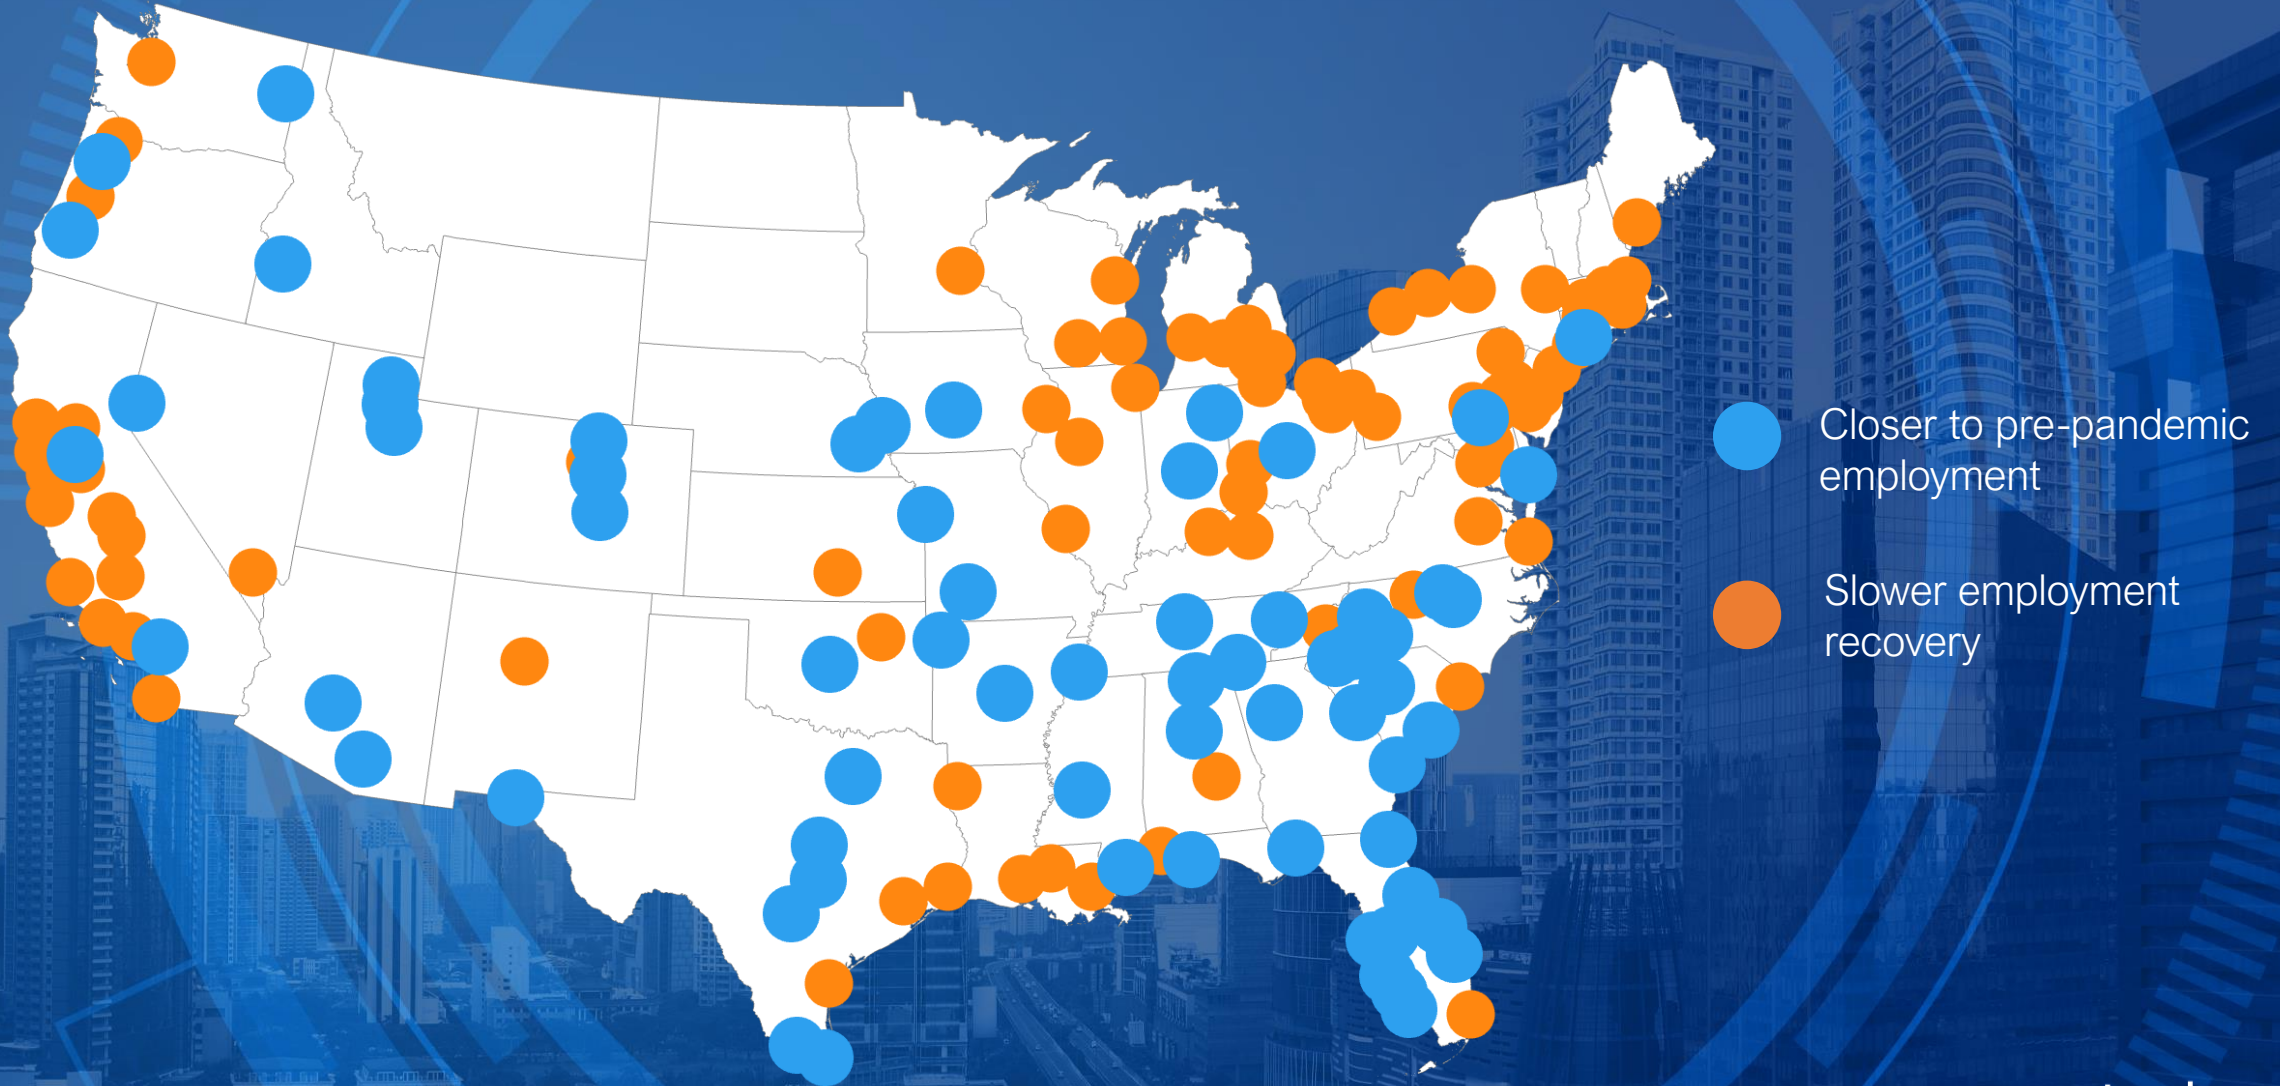 Closer to pre-pandemic
employment
Slower employment
recovery